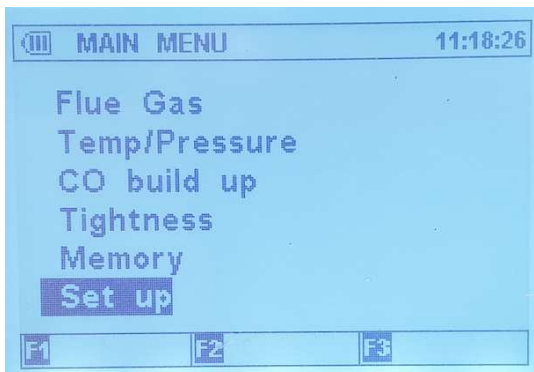 MAIN MENU 11:18:26
Flue Gas
Temp/Pressure
CO build up
Tightness
Memory
Set up
F1 F2 F3